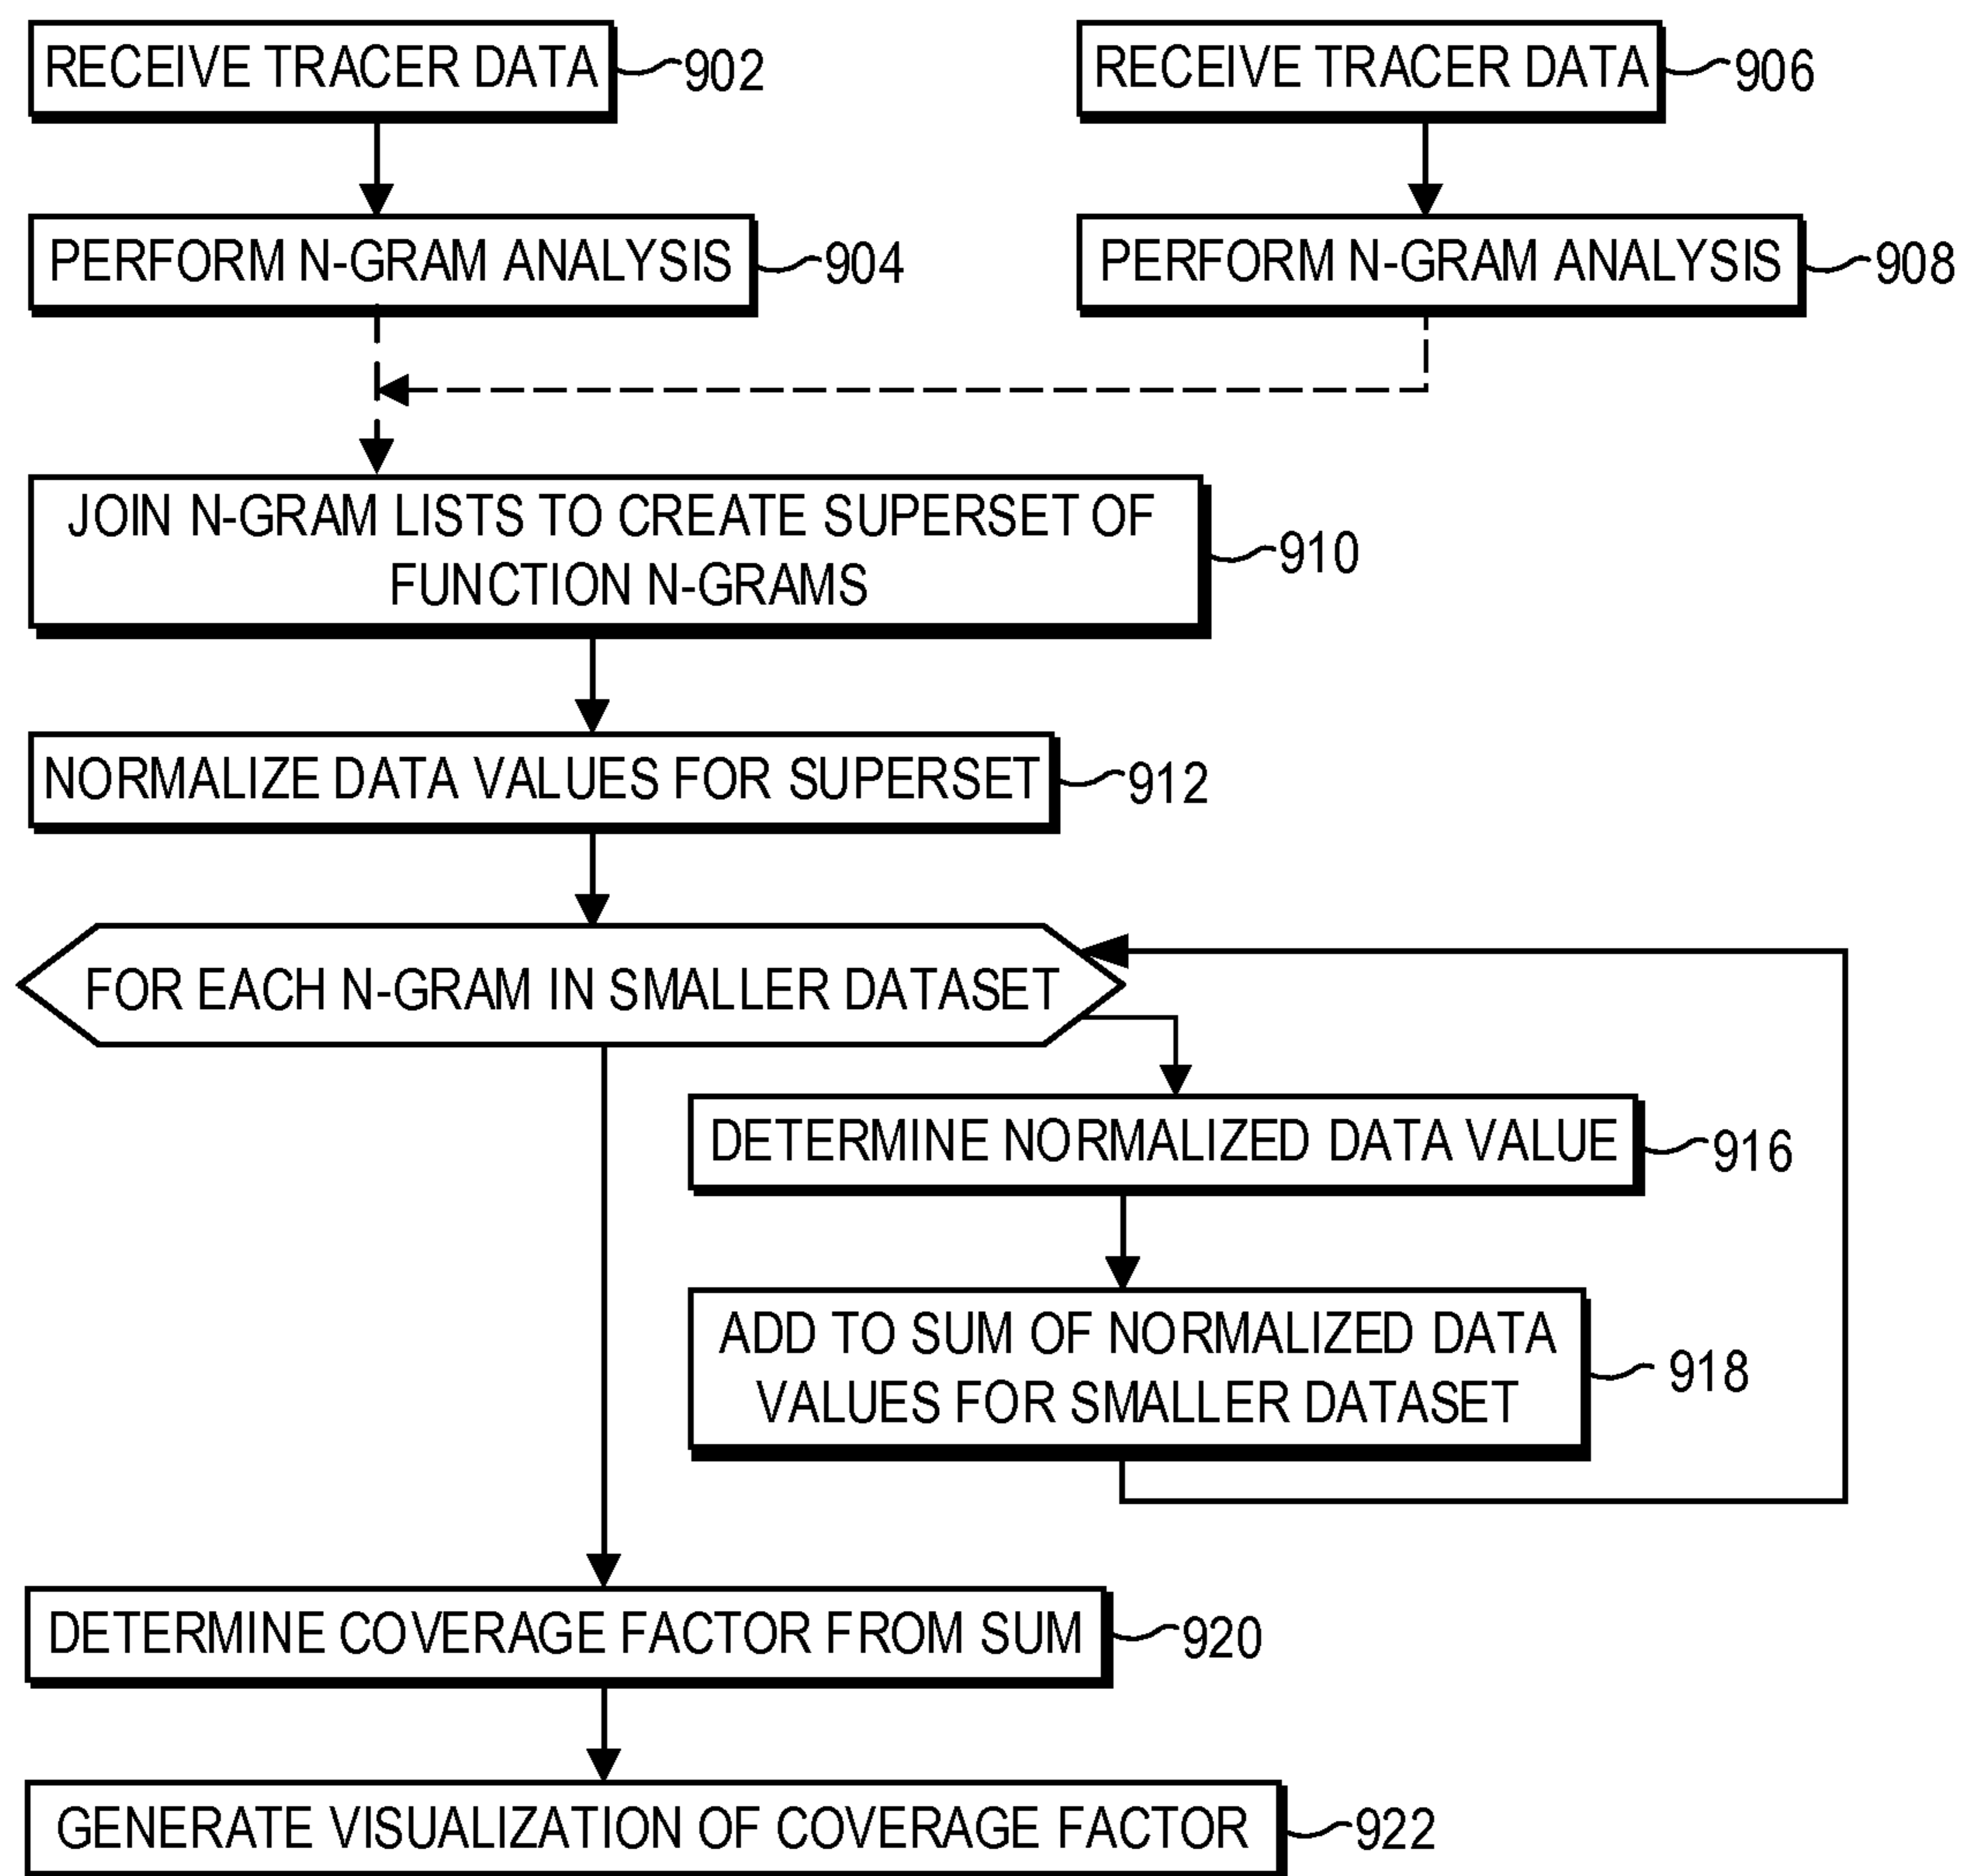 RECEIVE TRACER DATA 902
RECEIVE TRACER DATA 906
PERFORM N-GRAM ANALYSIS 904
PERFORM N-GRAM ANALYSIS 908
JOIN N-GRAM LISTS TO CREATE SUPERSET OF
FUNCTION N-GRAMS
910
NORMALIZE DATA VALUES FOR SUPERSET 912
FOR EACH N-GRAM IN SMALLER DATASET
DETERMINE NORMALIZED DATA VALUE 916
ADD TO SUM OF NORMALIZED DATA
VALUES FOR SMALLER DATASET
918
DETERMINE COVERAGE FACTOR FROM SUM 920
GENERATE VISUALIZATION OF COVERAGE FACTOR 922